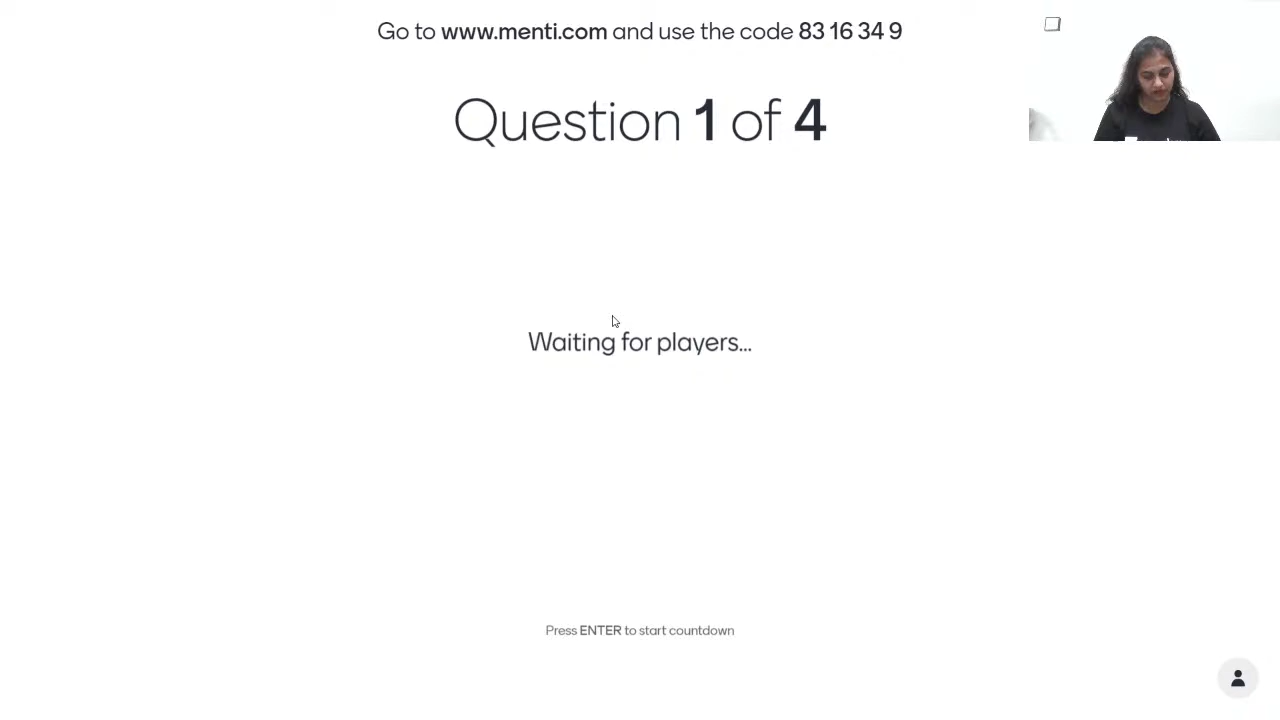 Go to www.menti.com and use the code 83 16 34 9
Question 1 of 4
Waiting for players...
Press ENTER to start countdown